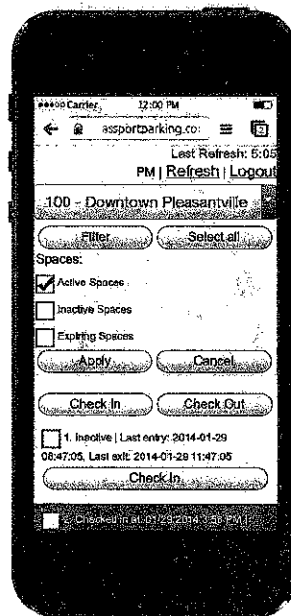 Carrier 12:00 PM
assportparking.co: 2
Last Refresh: 5:05
PM | Refresh | Logout
100 - Downtown Pleasantville
Filter Select all
Spaces:
Active Spaces
Inactive Spaces
Expiring Spaces
Apply Cancel
Check In Check Out
1. Inactive | Last entry: 2014-01-29
08:47:05, Last exit: 2014-01-29 11:47:05
Check In
2. Checked in at: 01-29-2014 3:56 PM |